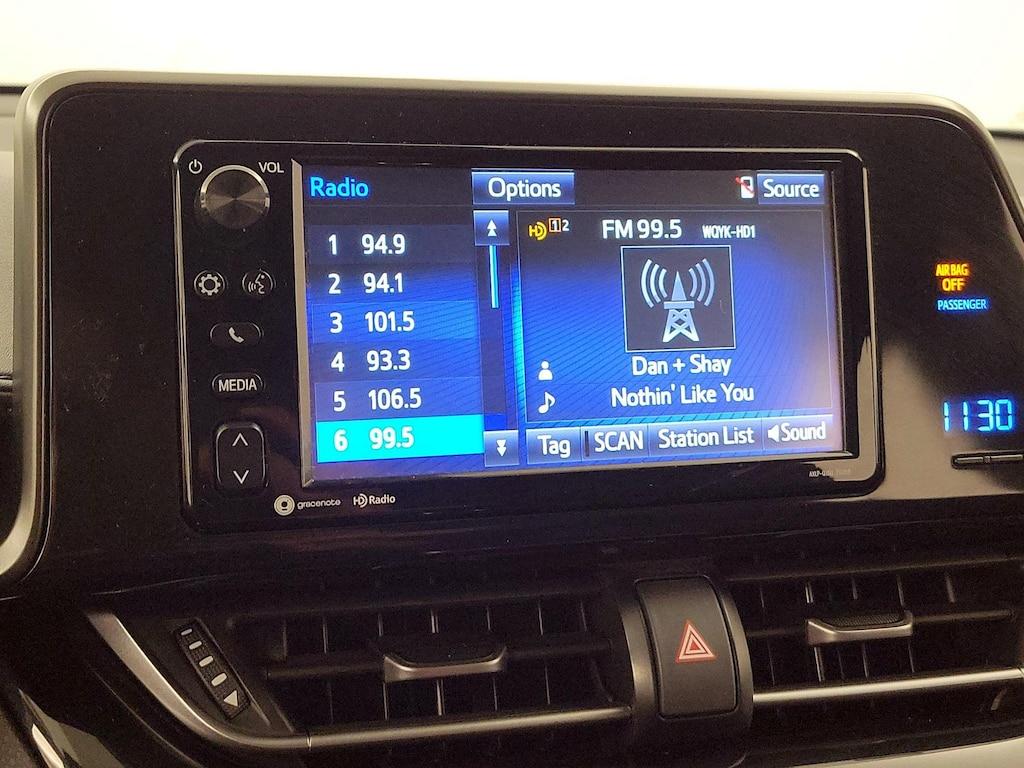 VOL
Radio
Options
Source
1 94.9
2 94.1
3 101.5
4 93.3
5 106.5
6 99.5
HD 1 2
FM 99.5 WQYK-HD1
Dan + Shay
Nothin' Like You
Tag
SCAN
Station List
Sound
MEDIA
gracenote
HD Radio
AIR BAG
OFF
PASSENGER
11:30